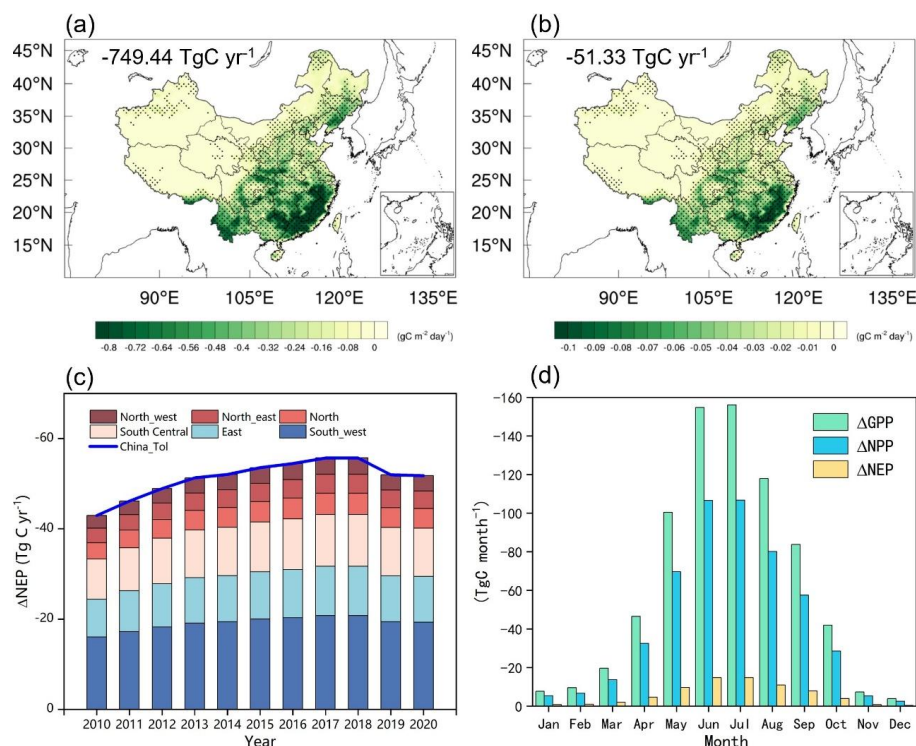 (a)
-749.44 TgC yr⁻¹
45°N
40°N
35°N
30°N
25°N
20°N
15°N
90°E 105°E 120°E 135°E
-0.8 -0.72 -0.64 -0.56 -0.48 -0.4 -0.32 -0.24 -0.16 -0.08 0 (gC m⁻² day⁻¹)
(b)
-51.33 TgC yr⁻¹
45°N
40°N
35°N
30°N
25°N
20°N
15°N
90°E 105°E 120°E 135°E
-0.1 -0.09 -0.08 -0.07 -0.06 -0.05 -0.04 -0.03 -0.02 -0.01 0 (gC m⁻² day⁻¹)
(c)
North_west North_east North
South Central East South_west
China_Tol
ΔNEP (Tg C yr⁻¹)
-60
-40
-20
0
2010 2011 2012 2013 2014 2015 2016 2017 2018 2019 2020
Year
(d)
ΔGPP
ΔNPP
ΔNEP
(TgC month⁻¹)
-160
-140
-120
-100
-80
-60
-40
-20
0
Jan Feb Mar Apr May Jun Jul Aug Sep Oct Nov Dec
Month